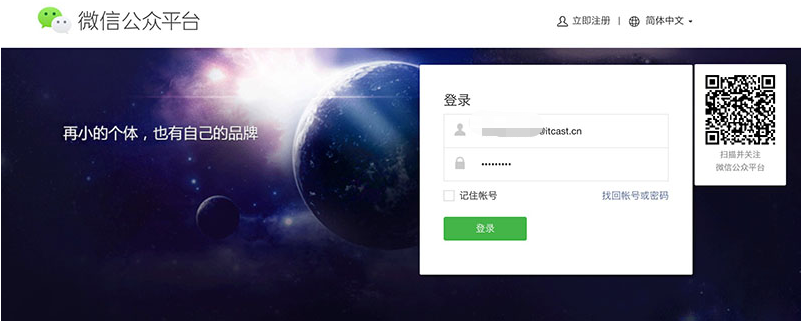 微信公众平台
立即注册 | 简体中文
再小的个体，也有自己的品牌
登录
@itcast.cn
•••••••••
记住帐号 找回帐号或密码
登录
扫描并关注
微信公众平台